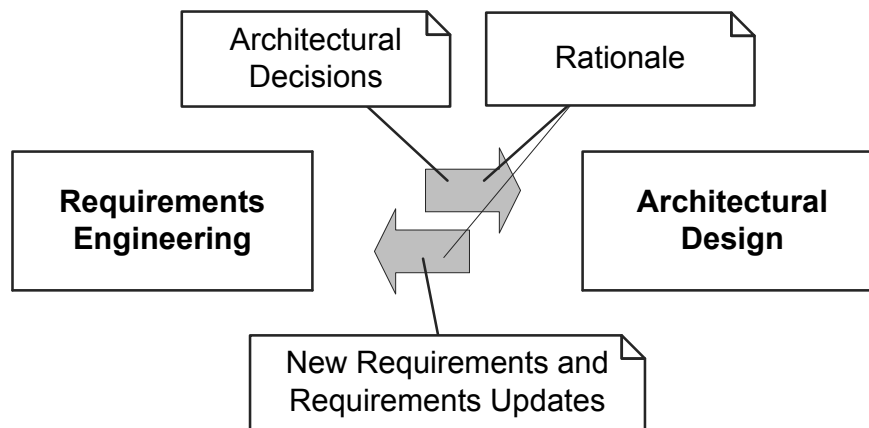 Architectural
Decisions
Rationale
Requirements
Engineering
Architectural
Design
New Requirements and
Requirements Updates